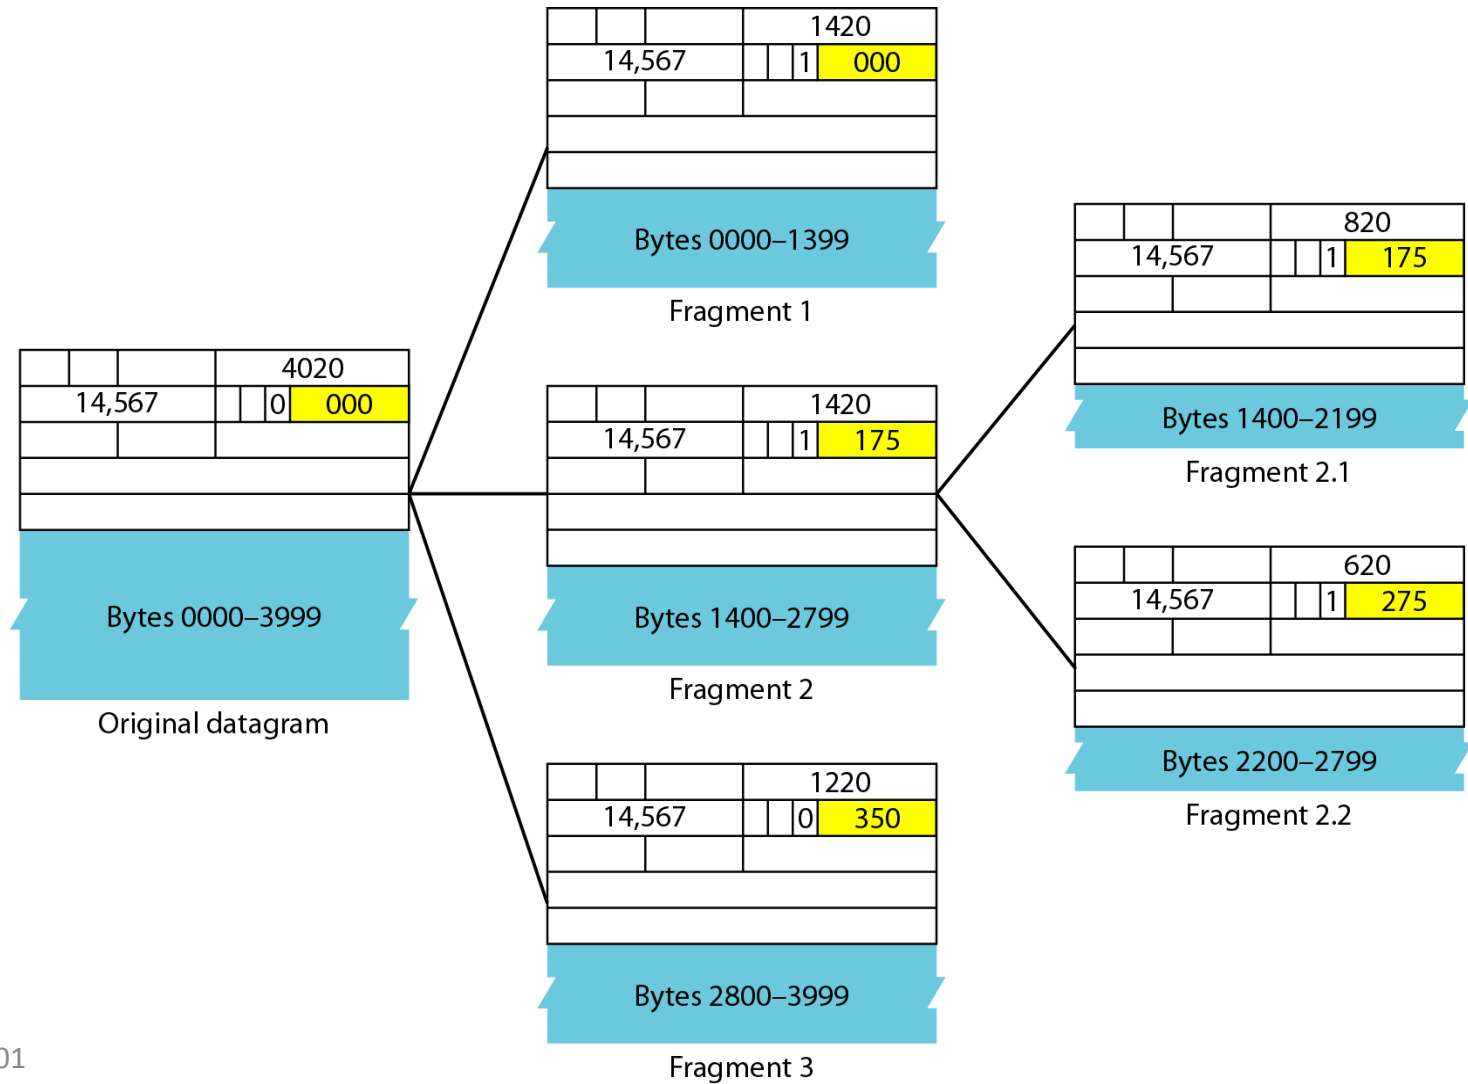 4020
14,567 0 000
Bytes 0000–3999
Original datagram
1420
14,567 1 000
Bytes 0000–1399
Fragment 1
1420
14,567 1 175
Bytes 1400–2799
Fragment 2
1220
14,567 0 350
Bytes 2800–3999
Fragment 3
820
14,567 1 175
Bytes 1400–2199
Fragment 2.1
620
14,567 1 275
Bytes 2200–2799
Fragment 2.2
01